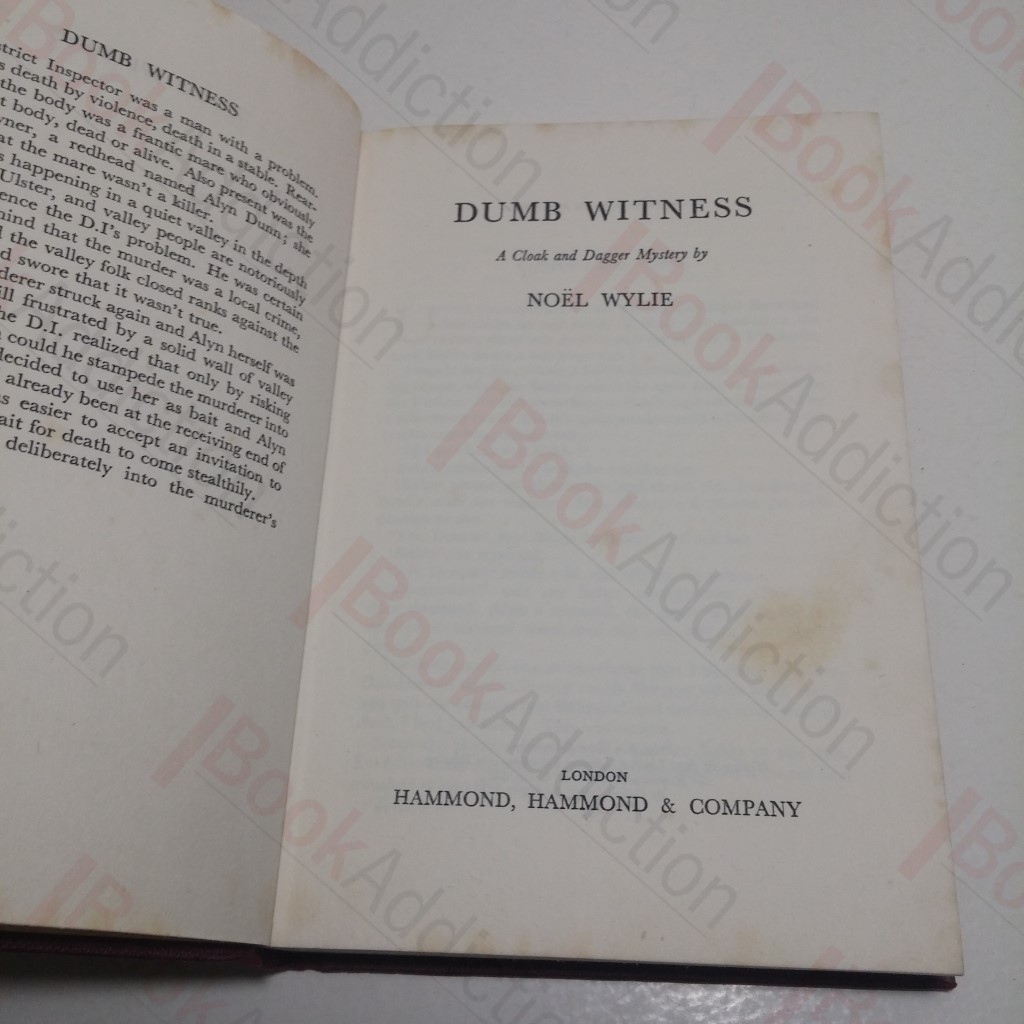 DUMB WITNESS
strict Inspector was a man with a problem.
s death by violence, death in a stable. Rear-
the body was a frantic mare who obviously
t body, dead or alive. Also present was the
wner, a redhead named Alyn Dunn; she
at the mare wasn't a killer.
s happening in a quiet valley in the depth
Ulster, and valley people are notoriously
ence the D.I's problem. He was certain
mind that the murder was a local crime,
d the valley folk closed ranks against the
d swore that it wasn't true.
derer struck again and Alyn herself was
ill frustrated by a solid wall of valley
he D.I. realized that only by risking
could he stampede the murderer into
decided to use her as bait and Alyn
already been at the receiving end of
s easier to accept an invitation to
ait for death to come stealthily.
deliberately into the murderer's
DUMB WITNESS
A Cloak and Dagger Mystery by
NOËL WYLIE
LONDON
HAMMOND, HAMMOND & COMPANY
BookAddiction